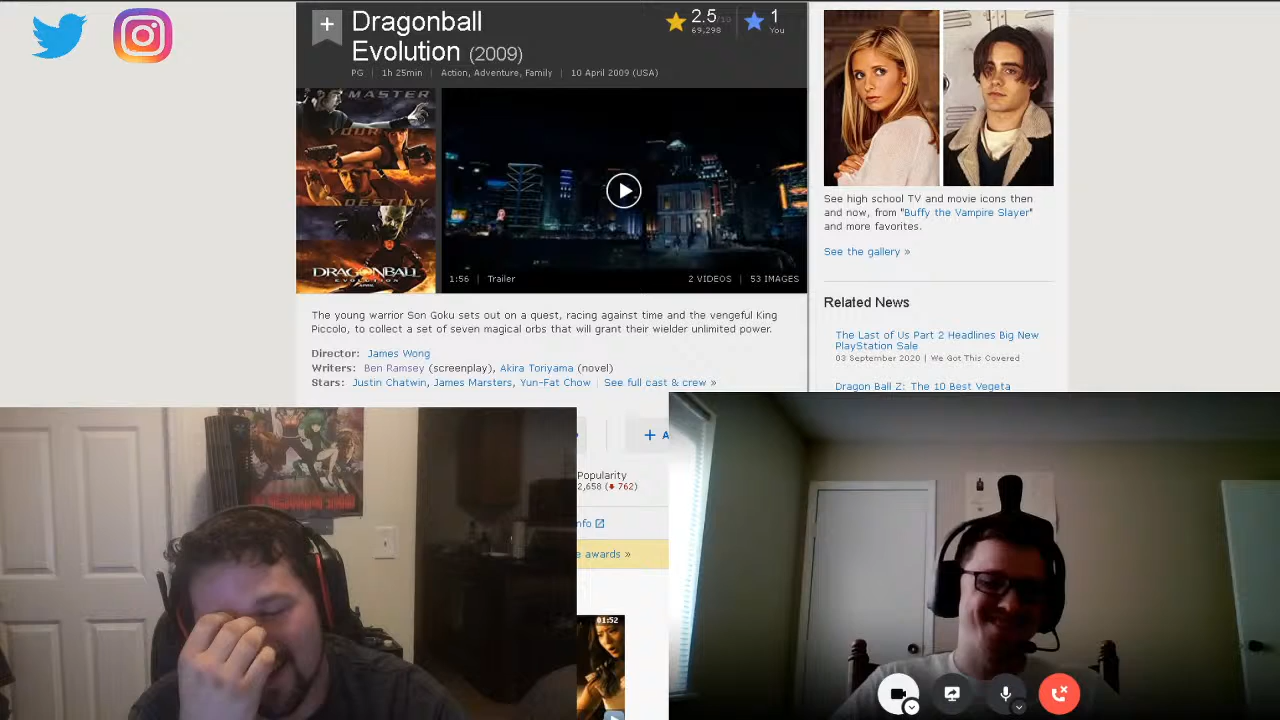 Dragonball
Evolution (2009)
2.5/10
69,298
1
You
PG | 1h 25min | Action, Adventure, Family | 10 April 2009 (USA)
MASTER
YOUR
DESTINY
DRAGONBALL
EVOLUTION
1:56 | Trailer
2 VIDEOS | 53 IMAGES
The young warrior Son Goku sets out on a quest, racing against time and the vengeful King
Piccolo, to collect a set of seven magical orbs that will grant their wielder unlimited power.
Director: James Wong
Writers: Ben Ramsey (screenplay), Akira Toriyama (novel)
Stars: Justin Chatwin, James Marsters, Yun-Fat Chow | See full cast & crew »
See high school TV and movie icons then
and now, from "Buffy the Vampire Slayer"
and more favorites.
See the gallery »
Related News
The Last of Us Part 2 Headlines Big New
PlayStation Sale
03 September 2020 | We Got This Covered
Dragon Ball Z: The 10 Best Vegeta
+ A
Popularity
2,658 (762)
nfo
e awards »
01:52